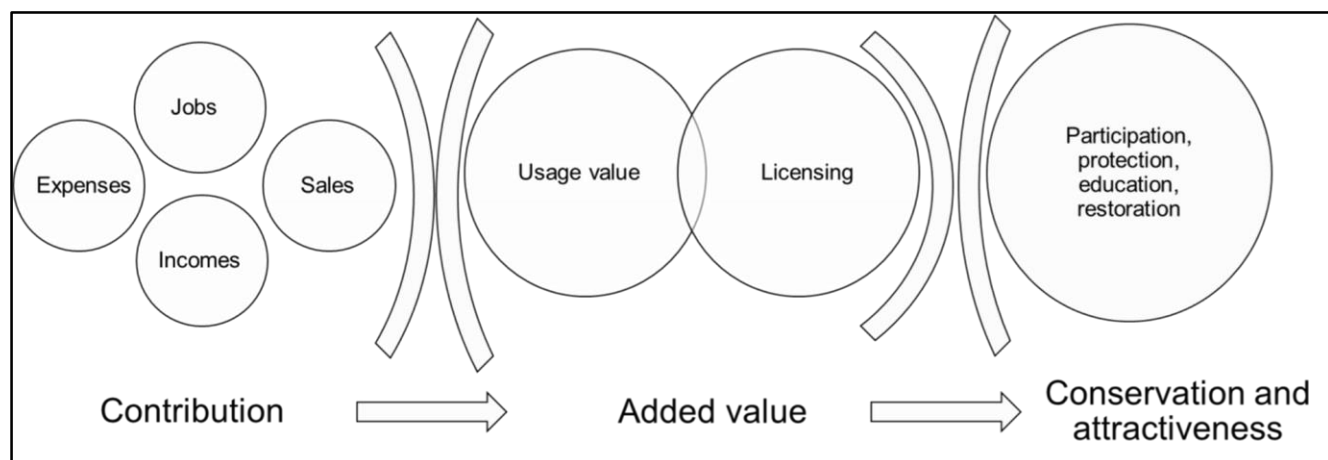 Jobs
Expenses
Sales
Incomes
Usage value
Licensing
Participation,
protection,
education,
restoration
Contribution
Added value
Conservation and
attractiveness